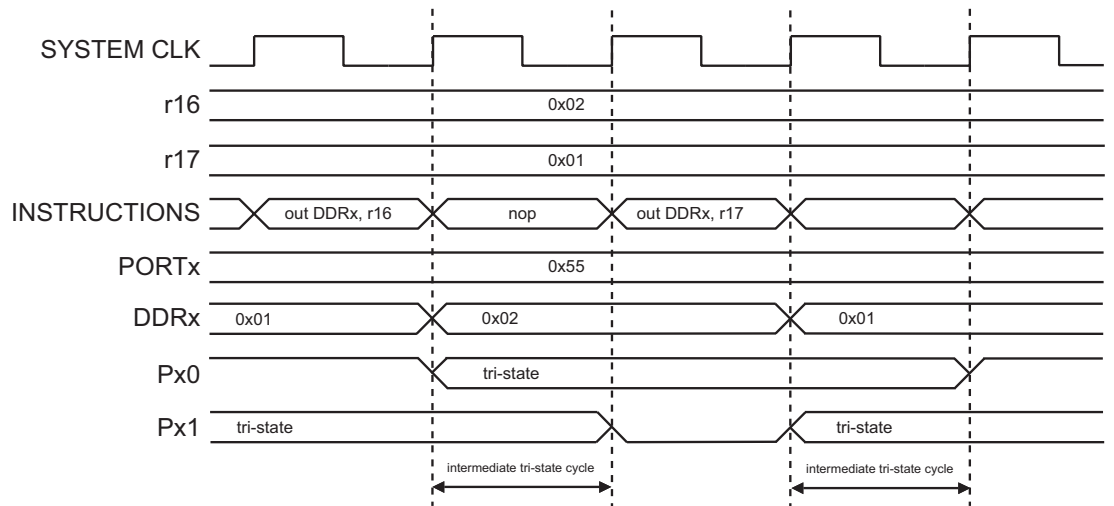 SYSTEM CLK
r16
0x02
r17
0x01
INSTRUCTIONS
out DDRx, r16
nop
out DDRx, r17
PORTx
0x55
DDRx
0x01
0x02
0x01
Px0
tri-state
Px1
tri-state
tri-state
intermediate tri-state cycle
intermediate tri-state cycle